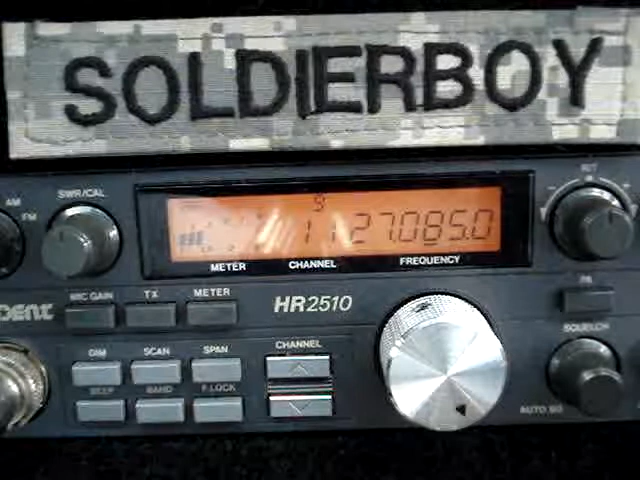 SOLDIERBOY
AM
FM
SWR/CAL
9
11 27.085.0
METER CHANNEL FREQUENCY
MIC GAIN TX METER
HR2510
PA
DIM SCAN SPAN CHANNEL SQUELCH
BEEP BAND F.LOCK
AUTO SQ